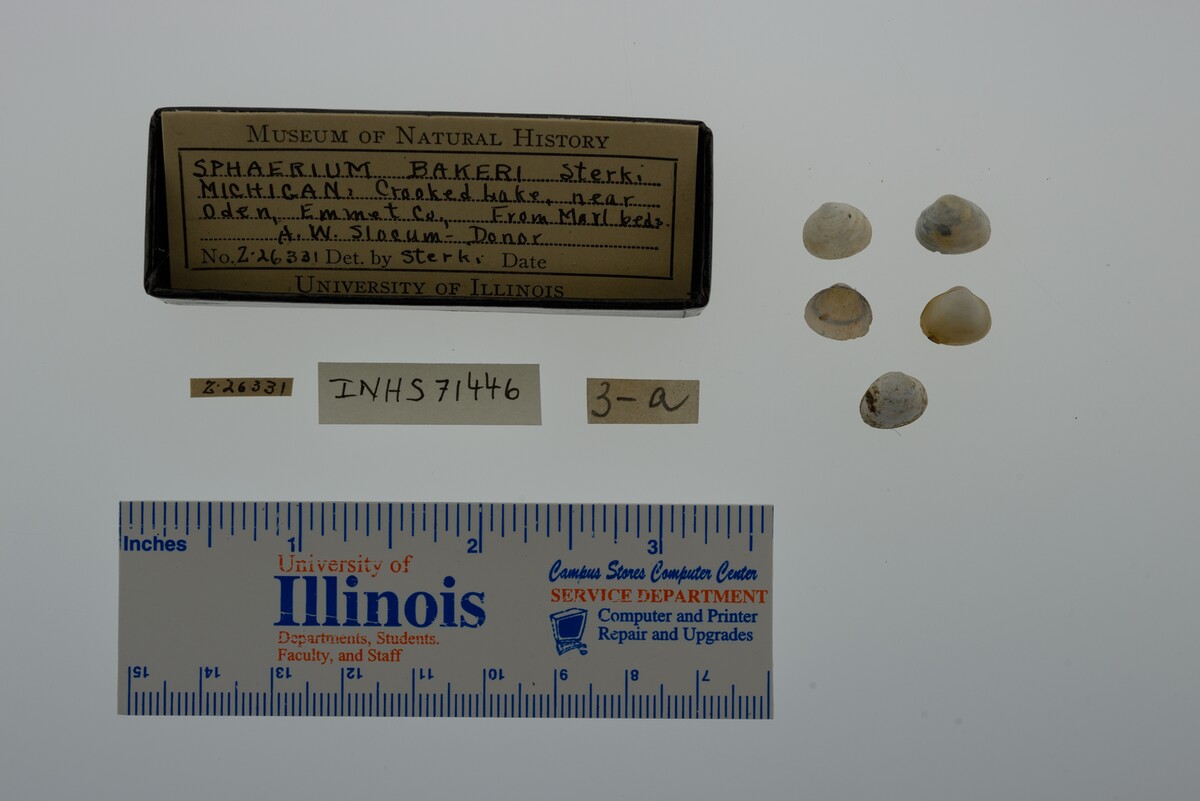 MUSEUM OF NATURAL HISTORY
SPHAERIUM BAKERI Sterki
MICHIGAN: Crooked Lake, near
Oden, Emmet Co., From Marl beds.
A. W. Slocum - Donor
No. Z-26331 Det. by Sterki Date
UNIVERSITY OF ILLINOIS
Z-26331
INHS 71446
3-a
Inches 1 2 3
University of
Illinois
Departments, Students.
Faculty, and Staff
Campus Stores Computer Center
SERVICE DEPARTMENT
Computer and Printer
Repair and Upgrades
15 14 13 12 11 10 9 8 7